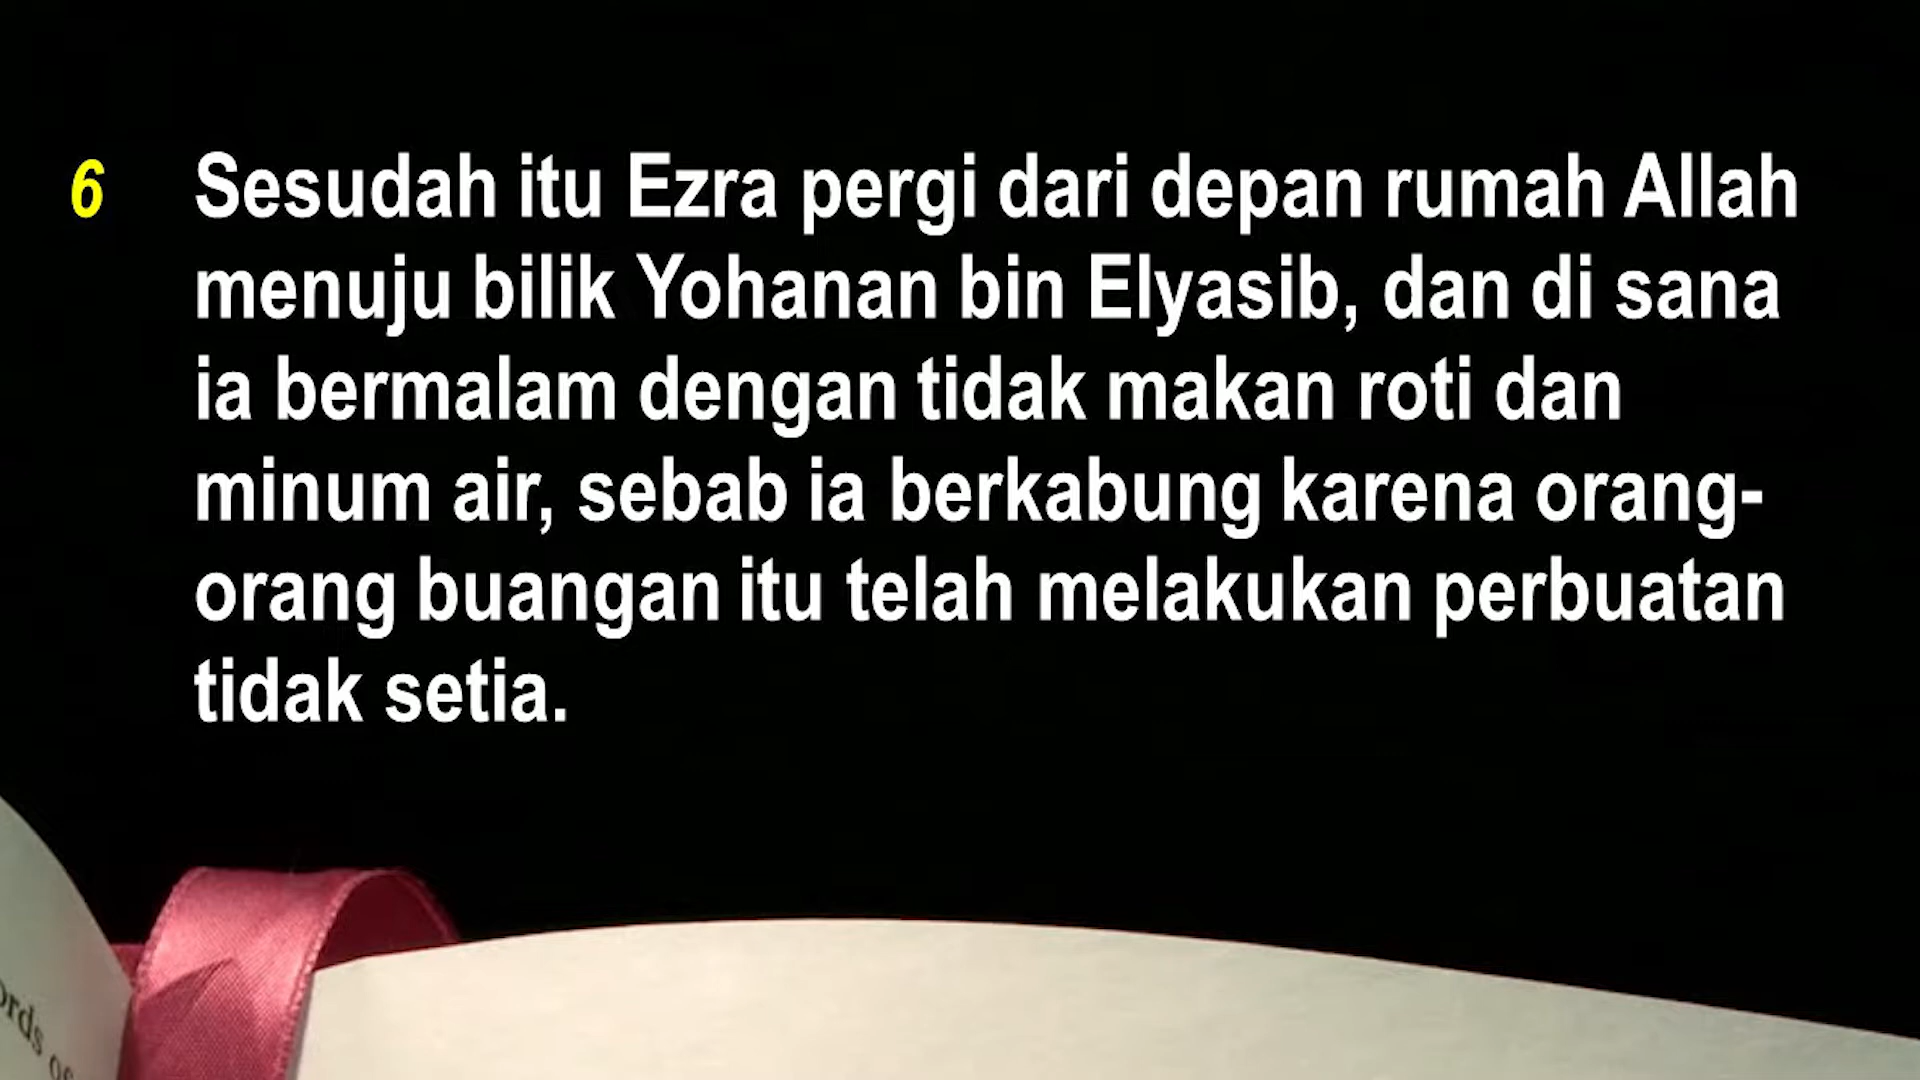 6 Sesudah itu Ezra pergi dari depan rumah Allah
menuju bilik Yohanan bin Elyasib, dan di sana
ia bermalam dengan tidak makan roti dan
minum air, sebab ia berkabung karena orang-
orang buangan itu telah melakukan perbuatan
tidak setia.
ords of